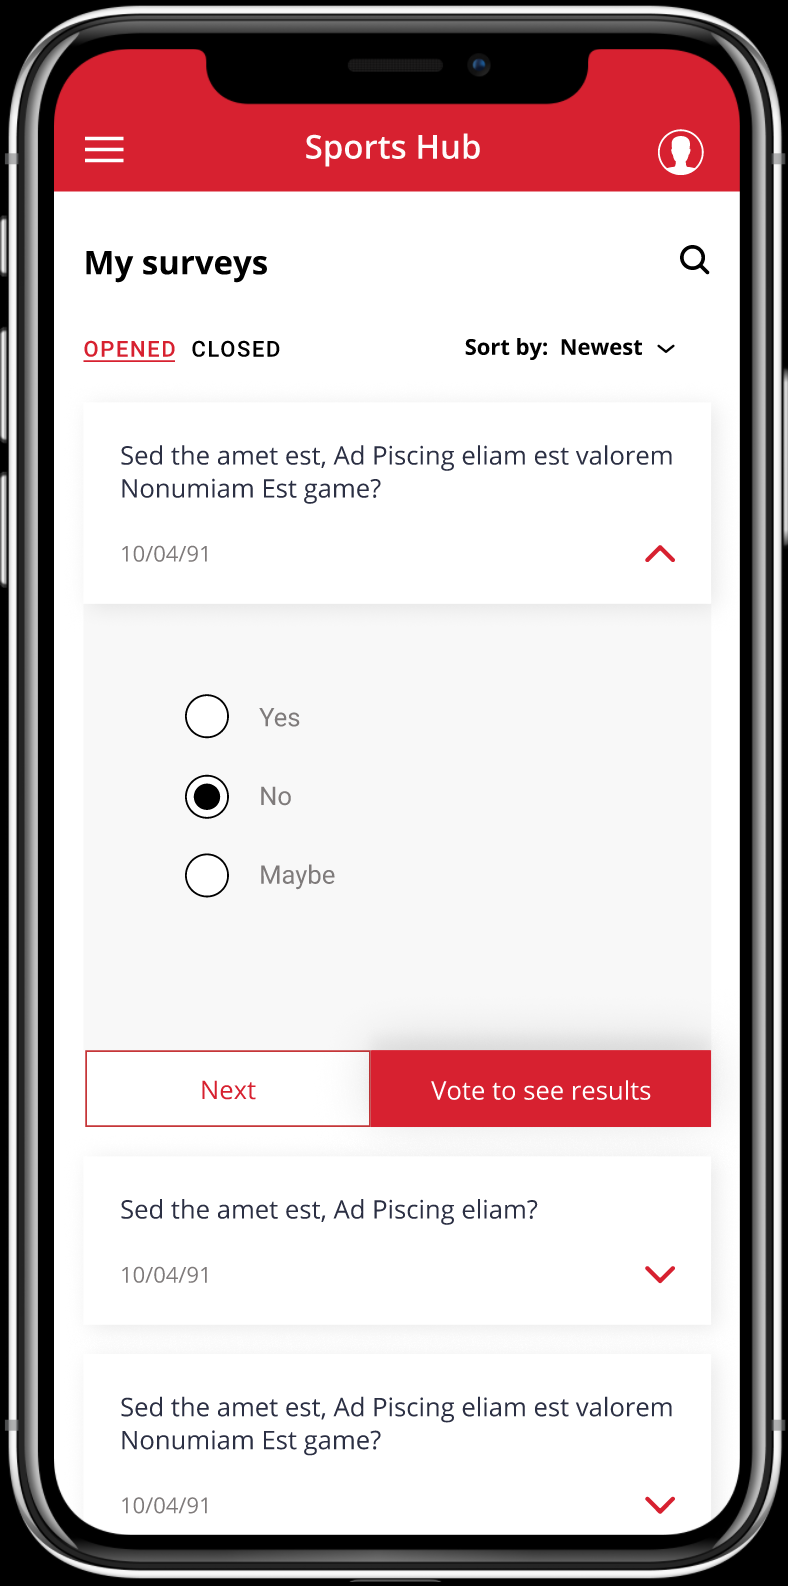 Sports Hub
My surveys
OPENED CLOSED Sort by: Newest
Sed the amet est, Ad Piscing eliam est valorem
Nonumiam Est game?
10/04/91
Yes
No
Maybe
Next Vote to see results
Sed the amet est, Ad Piscing eliam?
10/04/91
Sed the amet est, Ad Piscing eliam est valorem
Nonumiam Est game?
10/04/91